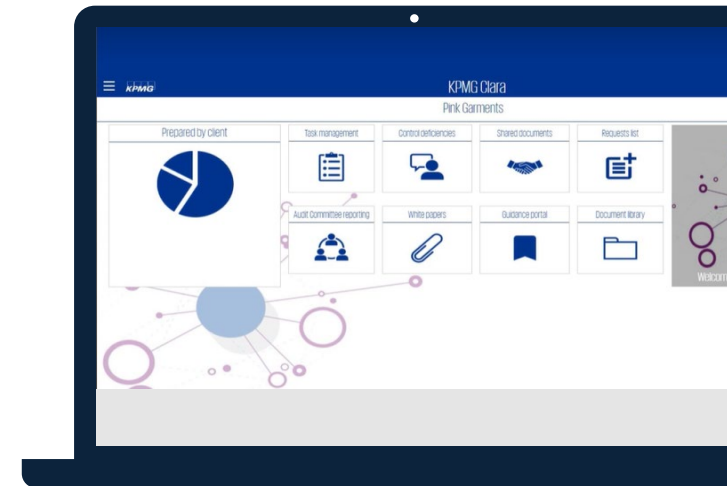 KPMG
KPMG Clara
Pink Garments
Prepared by client
Task management
Control deficiencies
Shared documents
Requests list
Audit Committee reporting
White papers
Guidance portal
Document library